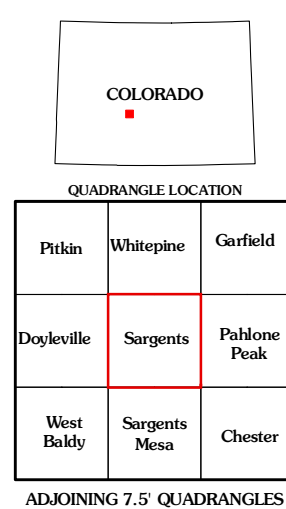 COLORADO
QUADRANGLE LOCATION
Pitkin
Whitepine
Garfield
Doyleville
Sargents
Pahlone
Peak
West
Baldy
Sargents
Mesa
Chester
ADJOINING 7.5' QUADRANGLES